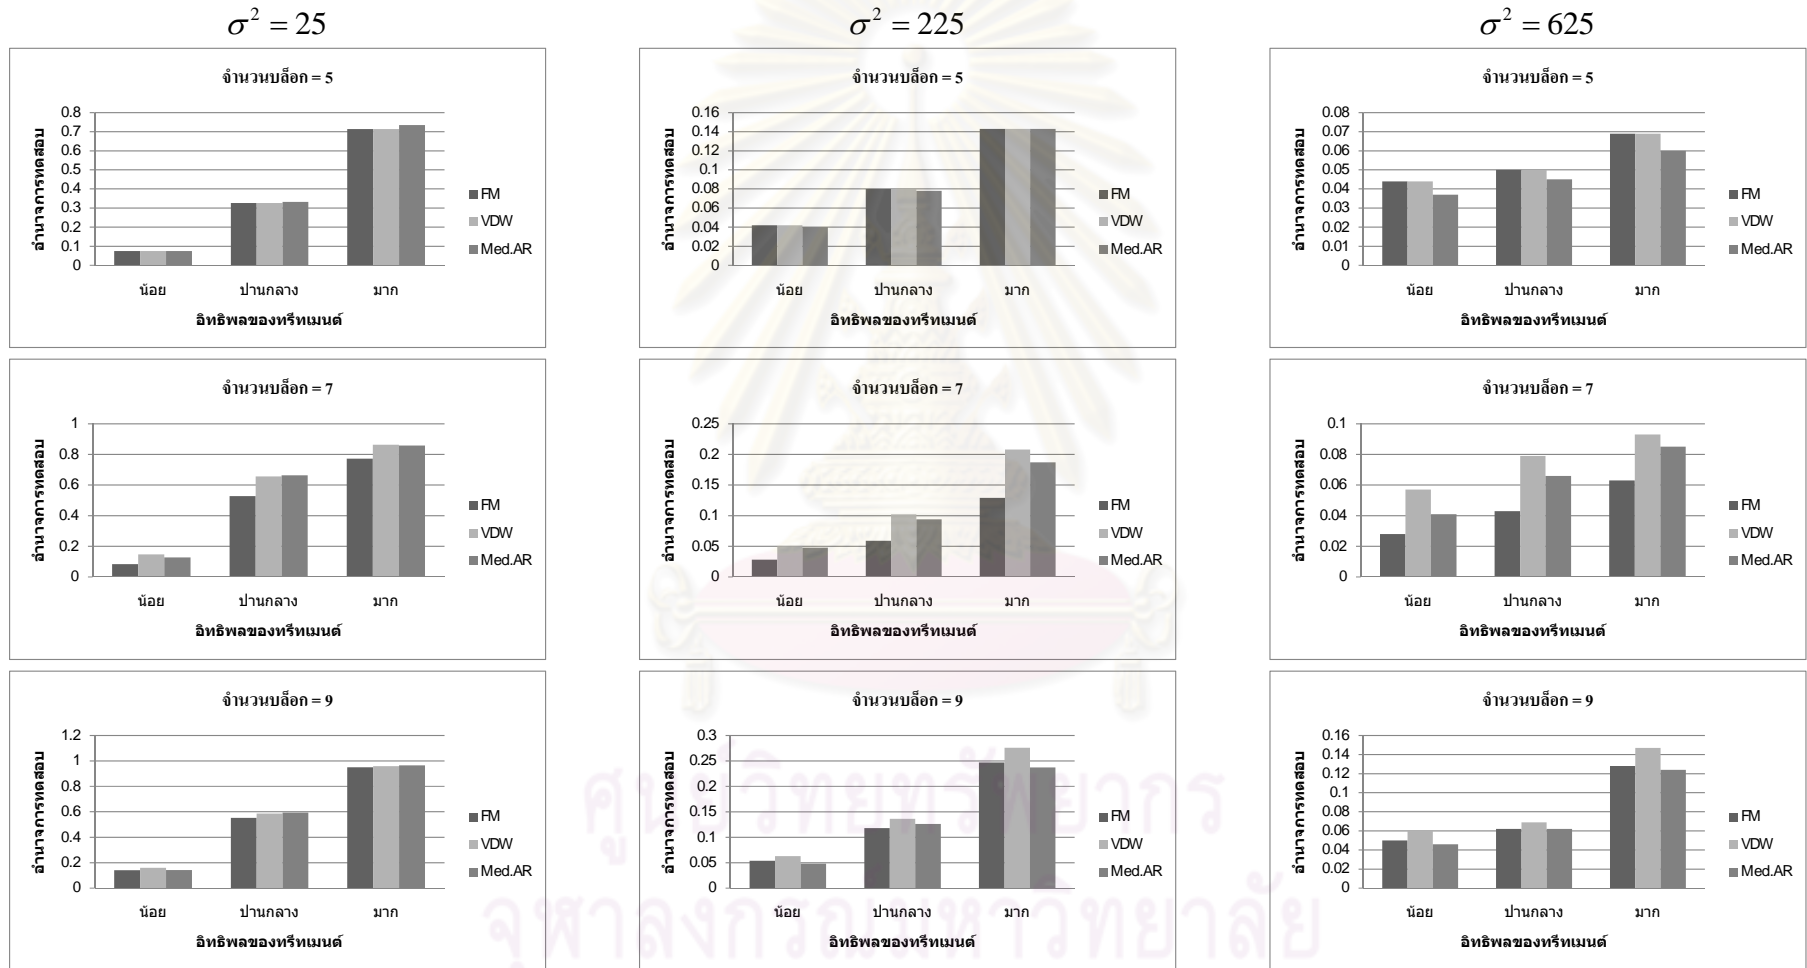 σ² = 25
σ² = 225
σ² = 625
จำนวนบล็อก = 5
อำนาจการทดสอบ
0.8
0.7
0.6
0.5
0.4
0.3
0.2
0.1
0
น้อย ปานกลาง มาก
อิทธิพลของทรีทเมนต์
FM
VDW
Med.AR
จำนวนบล็อก = 5
อำนาจการทดสอบ
0.16
0.14
0.12
0.1
0.08
0.06
0.04
0.02
0
น้อย ปานกลาง มาก
อิทธิพลของทรีทเมนต์
FM
VDW
Med.AR
จำนวนบล็อก = 5
อำนาจการทดสอบ
0.08
0.07
0.06
0.05
0.04
0.03
0.02
0.01
0
น้อย ปานกลาง มาก
อิทธิพลของทรีทเมนต์
FM
VDW
Med.AR
จำนวนบล็อก = 7
อำนาจการทดสอบ
1
0.8
0.6
0.4
0.2
0
น้อย ปานกลาง มาก
อิทธิพลของทรีทเมนต์
FM
VDW
Med.AR
จำนวนบล็อก = 7
อำนาจการทดสอบ
0.25
0.2
0.15
0.1
0.05
0
น้อย ปานกลาง มาก
อิทธิพลของทรีทเมนต์
FM
VDW
Med.AR
จำนวนบล็อก = 7
อำนาจการทดสอบ
0.1
0.08
0.06
0.04
0.02
0
น้อย ปานกลาง มาก
อิทธิพลของทรีทเมนต์
FM
VDW
Med.AR
จำนวนบล็อก = 9
อำนาจการทดสอบ
1.2
1
0.8
0.6
0.4
0.2
0
น้อย ปานกลาง มาก
อิทธิพลของทรีทเมนต์
FM
VDW
Med.AR
จำนวนบล็อก = 9
อำนาจการทดสอบ
0.3
0.25
0.2
0.15
0.1
0.05
0
น้อย ปานกลาง มาก
อิทธิพลของทรีทเมนต์
FM
VDW
Med.AR
จำนวนบล็อก = 9
อำนาจการทดสอบ
0.16
0.14
0.12
0.1
0.08
0.06
0.04
0.02
0
น้อย ปานกลาง มาก
อิทธิพลของทรีทเมนต์
FM
VDW
Med.AR
ศูนย์วิทยทรัพยากร
จุฬาลงกรณ์มหาวิทยาลัย